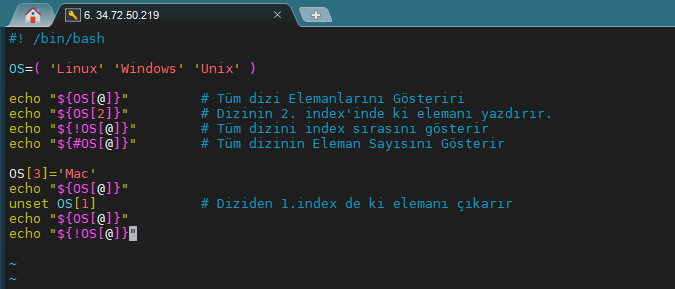 6. 34.72.50.219
#! /bin/bash
OS=( 'Linux' 'Windows' 'Unix' )
echo "${OS[@]}" # Tüm dizi Elemanlarını Gösteriri
echo "${OS[2]}" # Dizinin 2. index'inde ki elemanı yazdırır.
echo "${!OS[@]}" # Tüm dizini index sırasını gösterir
echo "${#OS[@]}" # Tüm dizinin Eleman Sayısını Gösterir
OS[3]='Mac'
echo "${OS[@]}"
unset OS[1] # Diziden 1.index de ki elemanı çıkarır
echo "${OS[@]}"
echo "${!OS[@]}"
~
~